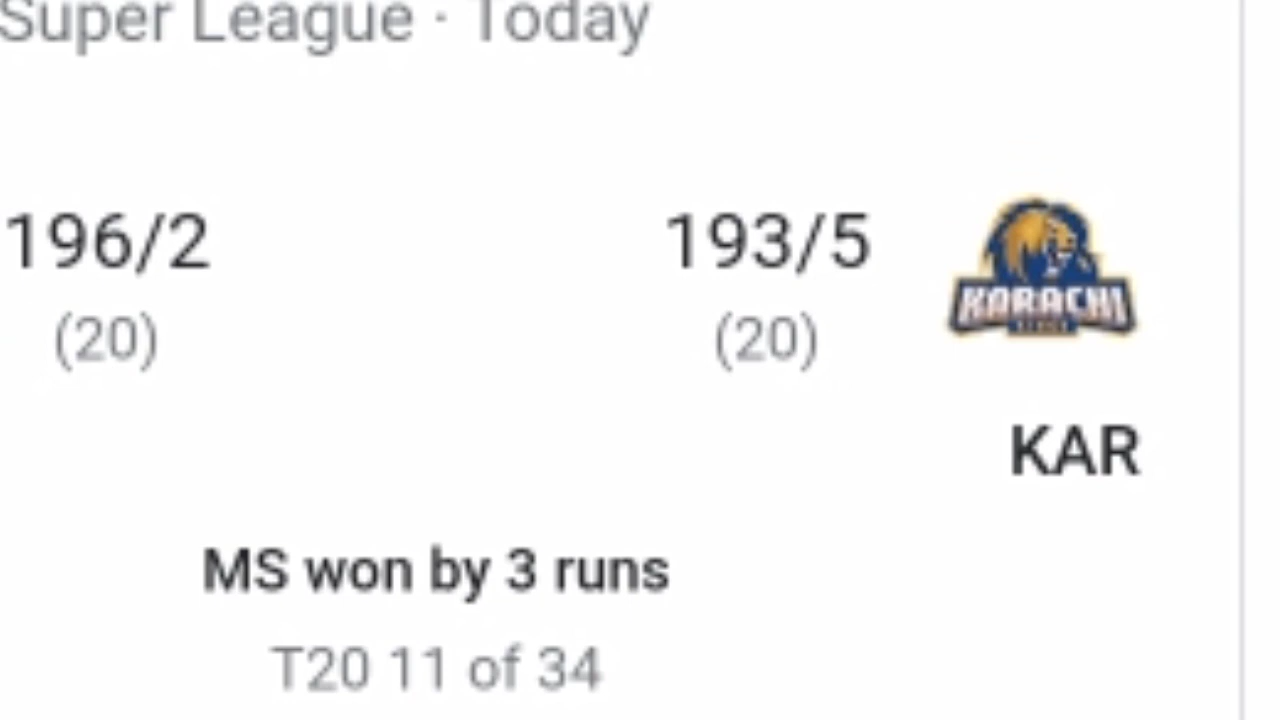 Super League · Today
196/2 193/5
(20) (20)
KARACHI
KAR
MS won by 3 runs
T20 11 of 34